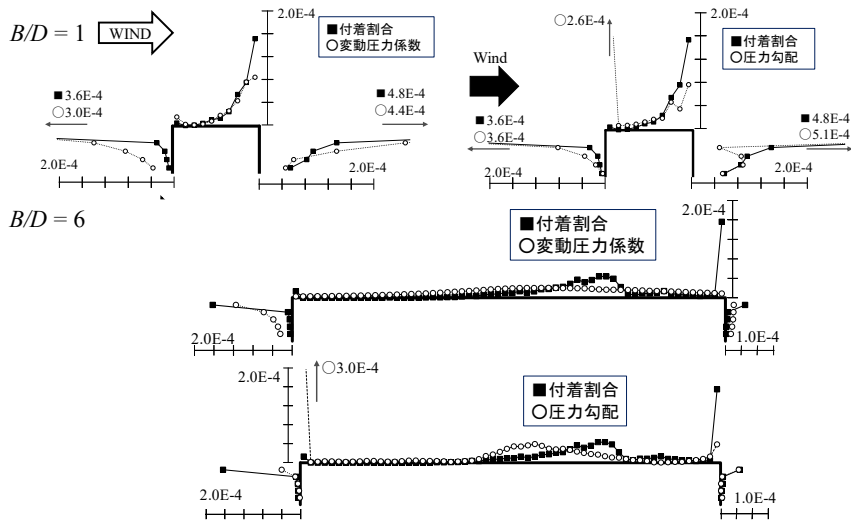 B/D = 1
WIND
2.0E-4
■付着割合
○変動圧力係数
■3.6E-4
○3.0E-4
■4.8E-4
○4.4E-4
2.0E-4
2.0E-4
Wind
○2.6E-4
2.0E-4
■付着割合
○圧力勾配
■3.6E-4
○3.6E-4
■4.8E-4
○5.1E-4
2.0E-4
2.0E-4
B/D = 6
■付着割合
○変動圧力係数
2.0E-4
2.0E-4
1.0E-4
2.0E-4
○3.0E-4
■付着割合
○圧力勾配
2.0E-4
1.0E-4